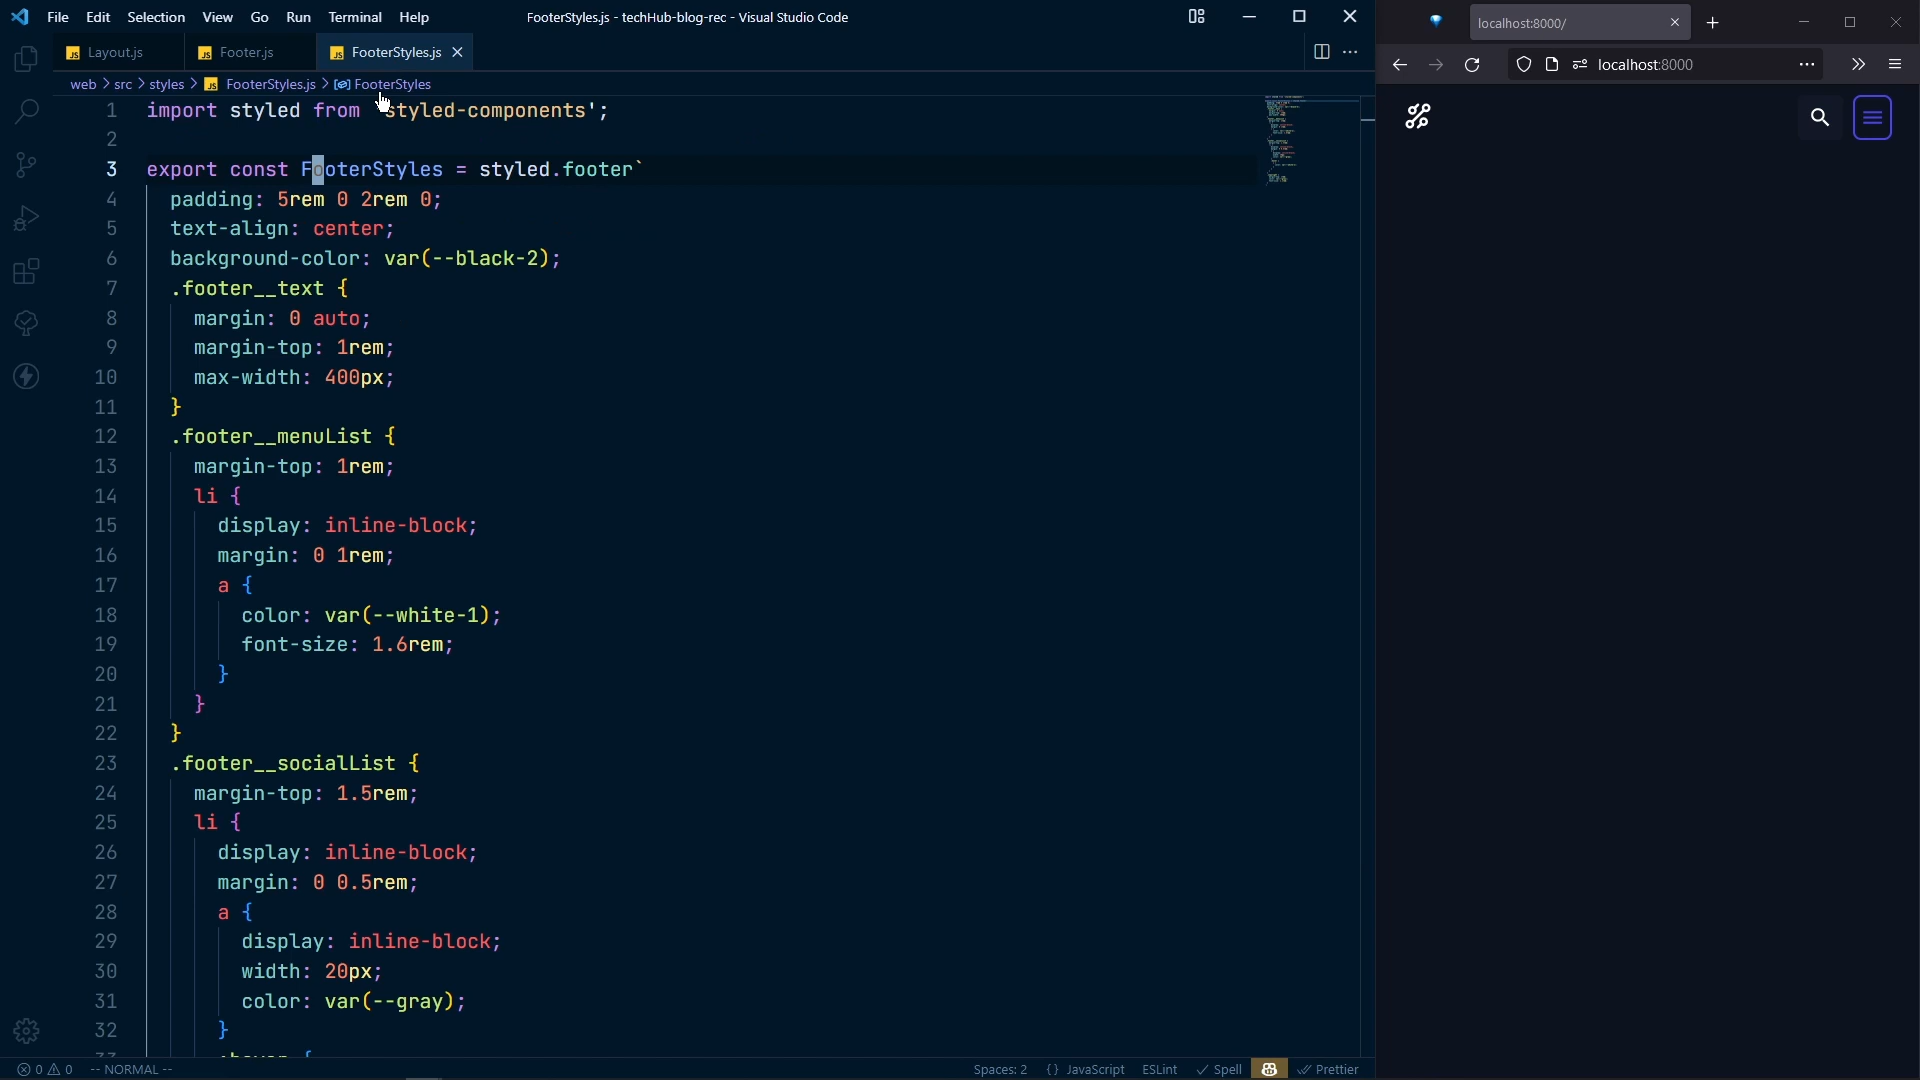 File Edit Selection View Go Run Terminal Help FooterStyles.js - techHub-blog-rec - Visual Studio Code
JS Layout.js JS Footer.js JS FooterStyles.js
web > src > styles > JS FooterStyles.js > FooterStyles
1 import styled from 'styled-components';
2
3 export const FooterStyles = styled.footer`
4 padding: 5rem 0 2rem 0;
5 text-align: center;
6 background-color: var(--black-2);
7 .footer__text {
8 margin: 0 auto;
9 margin-top: 1rem;
10 max-width: 400px;
11 }
12 .footer__menuList {
13 margin-top: 1rem;
14 li {
15 display: inline-block;
16 margin: 0 1rem;
17 a {
18 color: var(--white-1);
19 font-size: 1.6rem;
20 }
21 }
22 }
23 .footer__socialList {
24 margin-top: 1.5rem;
25 li {
26 display: inline-block;
27 margin: 0 0.5rem;
28 a {
29 display: inline-block;
30 width: 20px;
31 color: var(--gray);
32 }
0 0 -- NORMAL -- Spaces: 2 {} JavaScript ESLint Spell Prettier
localhost:8000/
localhost:8000